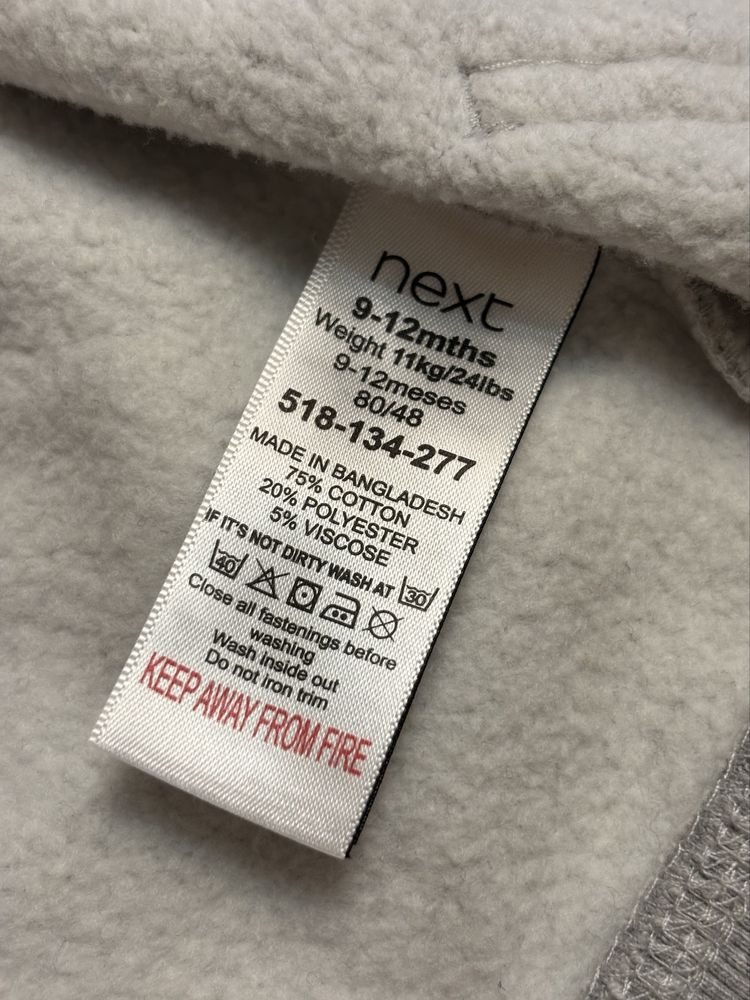 next
9-12mths
Weight 11kg/24lbs
9-12meses
80/48
518-134-277
MADE IN BANGLADESH
75% COTTON
20% POLYESTER
5% VISCOSE
IF IT'S NOT DIRTY WASH AT 30
40
Close all fastenings before
washing
Wash inside out
Do not iron trim
KEEP AWAY FROM FIRE